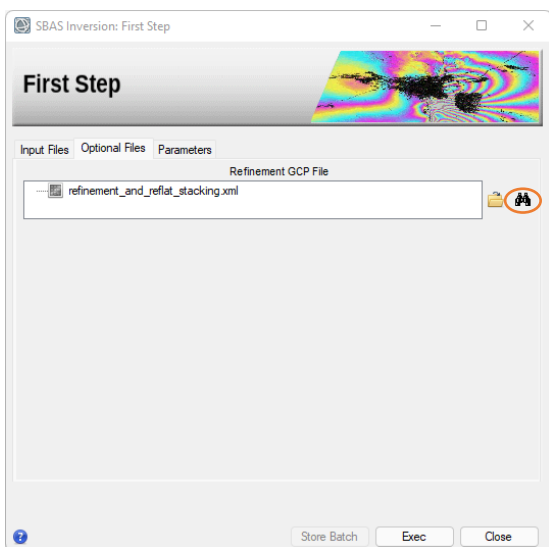 SBAS Inversion: First Step
First Step
Input Files Optional Files Parameters
Refinement GCP File
refinement_and_reflat_stacking.xml
Store Batch Exec Close